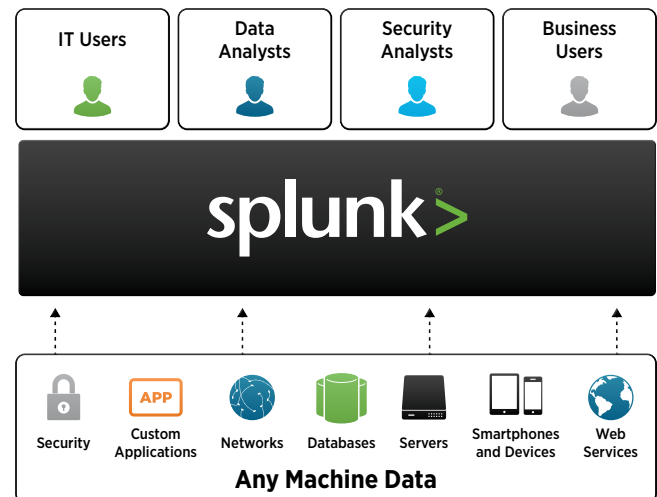 IT Users
Data
Analysts
Security
Analysts
Business
Users
splunk>®
Security
APP
Custom
Applications
Networks
Databases
Servers
Smartphones
and Devices
Web
Services
Any Machine Data